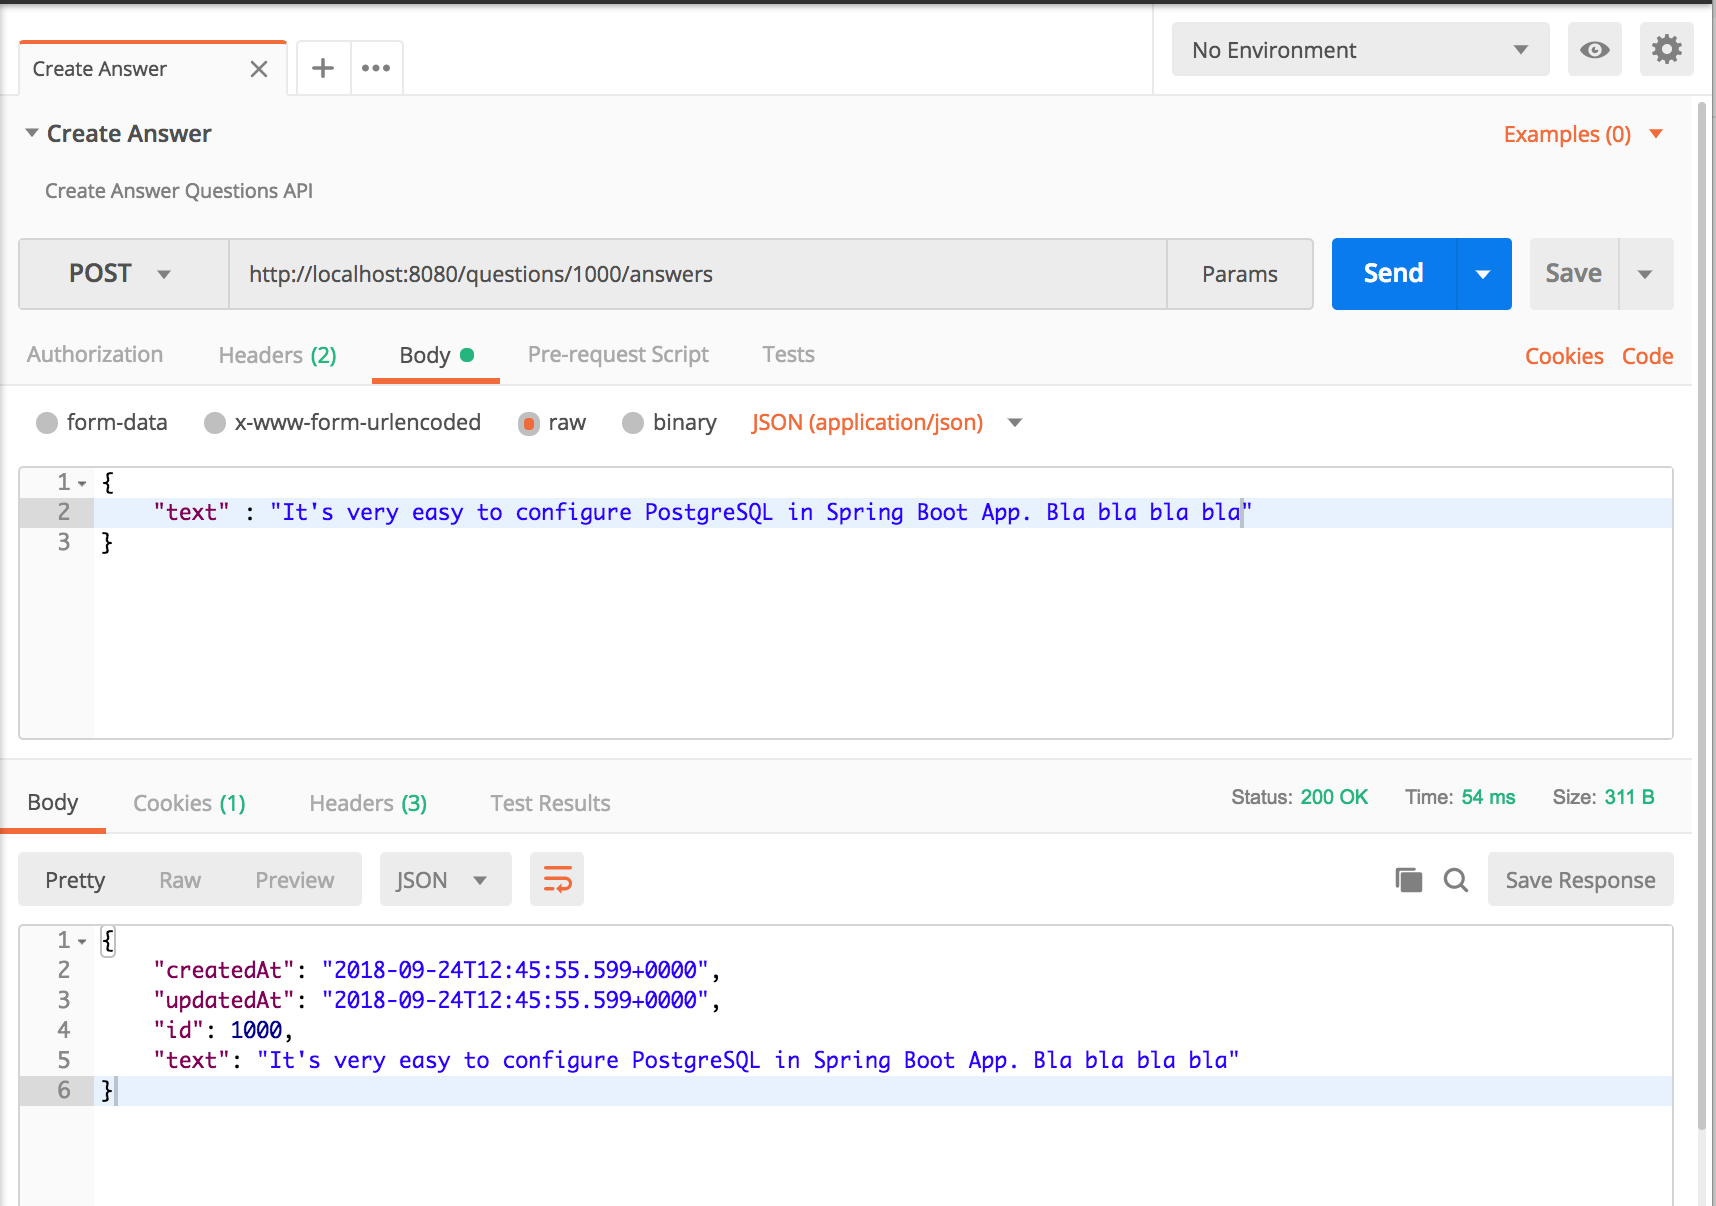 Create Answer
No Environment
Create Answer
Examples (0)
Create Answer Questions API
POST http://localhost:8080/questions/1000/answers Params Send Save
Authorization Headers (2) Body Pre-request Script Tests Cookies Code
form-data x-www-form-urlencoded raw binary JSON (application/json)
1 {
2 "text" : "It's very easy to configure PostgreSQL in Spring Boot App. Bla bla bla bla"
3 }
Body Cookies (1) Headers (3) Test Results Status: 200 OK Time: 54 ms Size: 311 B
Pretty Raw Preview JSON Save Response
1 {
2 "createdAt": "2018-09-24T12:45:55.599+0000",
3 "updatedAt": "2018-09-24T12:45:55.599+0000",
4 "id": 1000,
5 "text": "It's very easy to configure PostgreSQL in Spring Boot App. Bla bla bla bla"
6 }